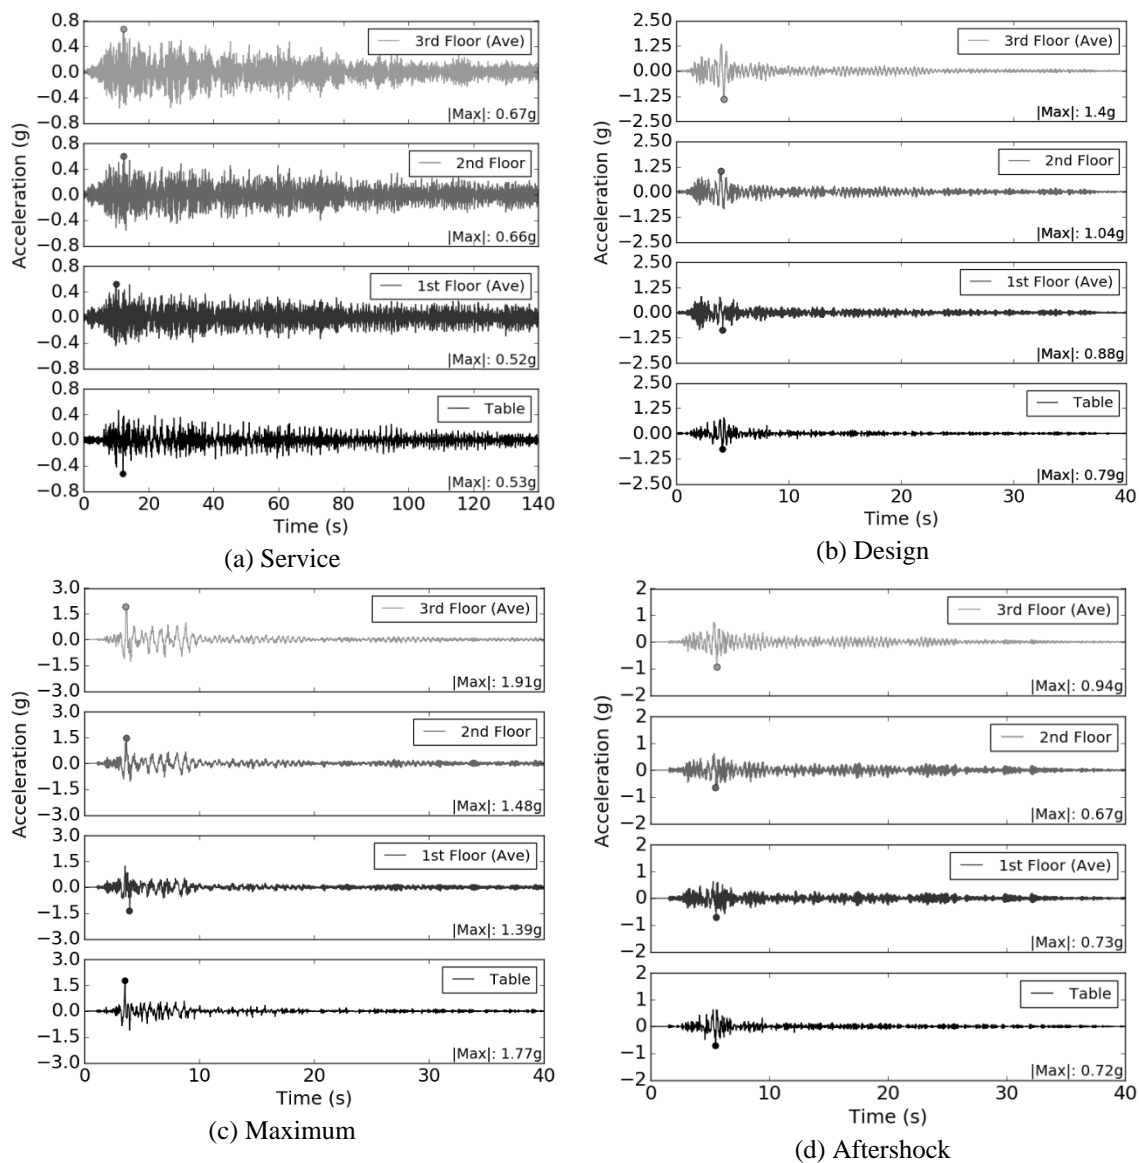 0.8
0.4
0.0
−0.4
−0.8
3rd Floor (Ave)
|Max|: 0.67g
0.8
0.4
0.0
−0.4
−0.8
2nd Floor
|Max|: 0.66g
0.8
0.4
0.0
−0.4
−0.8
1st Floor (Ave)
|Max|: 0.52g
0.8
0.4
0.0
−0.4
−0.8
Table
|Max|: 0.53g
0 20 40 60 80 100 120 140
Time (s)
Acceleration (g)
(a) Service
2.50
1.25
0.00
−1.25
−2.50
3rd Floor (Ave)
|Max|: 1.4g
2.50
1.25
0.00
−1.25
−2.50
2nd Floor
|Max|: 1.04g
2.50
1.25
0.00
−1.25
−2.50
1st Floor (Ave)
|Max|: 0.88g
2.50
1.25
0.00
−1.25
−2.50
Table
|Max|: 0.79g
0 10 20 30 40
Time (s)
Acceleration (g)
(b) Design
3.0
1.5
0.0
−1.5
−3.0
3rd Floor (Ave)
|Max|: 1.91g
3.0
1.5
0.0
−1.5
−3.0
2nd Floor
|Max|: 1.48g
3.0
1.5
0.0
−1.5
−3.0
1st Floor (Ave)
|Max|: 1.39g
3.0
1.5
0.0
−1.5
−3.0
Table
|Max|: 1.77g
0 10 20 30 40
Time (s)
Acceleration (g)
(c) Maximum
2
1
0
−1
−2
3rd Floor (Ave)
|Max|: 0.94g
2
1
0
−1
−2
2nd Floor
|Max|: 0.67g
2
1
0
−1
−2
1st Floor (Ave)
|Max|: 0.73g
2
1
0
−1
−2
Table
|Max|: 0.72g
0 10 20 30 40
Time (s)
Acceleration (g)
(d) Aftershock